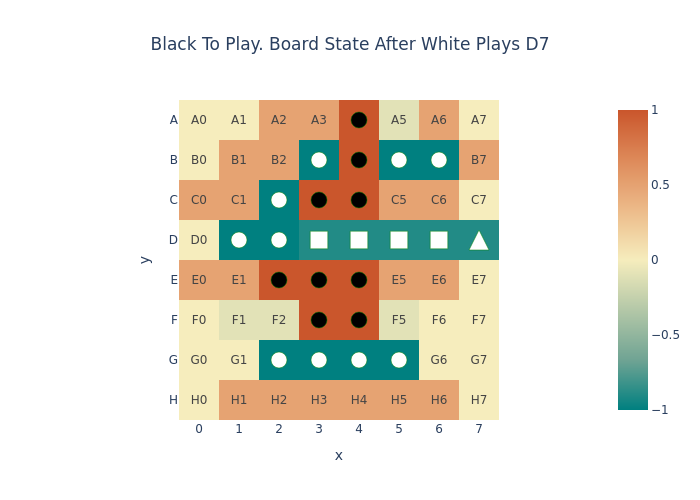 Black To Play. Board State After White Plays D7
A A0 A1 A2 A3 A5 A6 A7
B B0 B1 B2 B7
C C0 C1 C5 C6 C7
D D0
E E0 E1 E5 E6 E7
F F0 F1 F2 F5 F6 F7
G G0 G1 G6 G7
H H0 H1 H2 H3 H4 H5 H6 H7
0 1 2 3 4 5 6 7
x
y
1
0.5
0
−0.5
−1